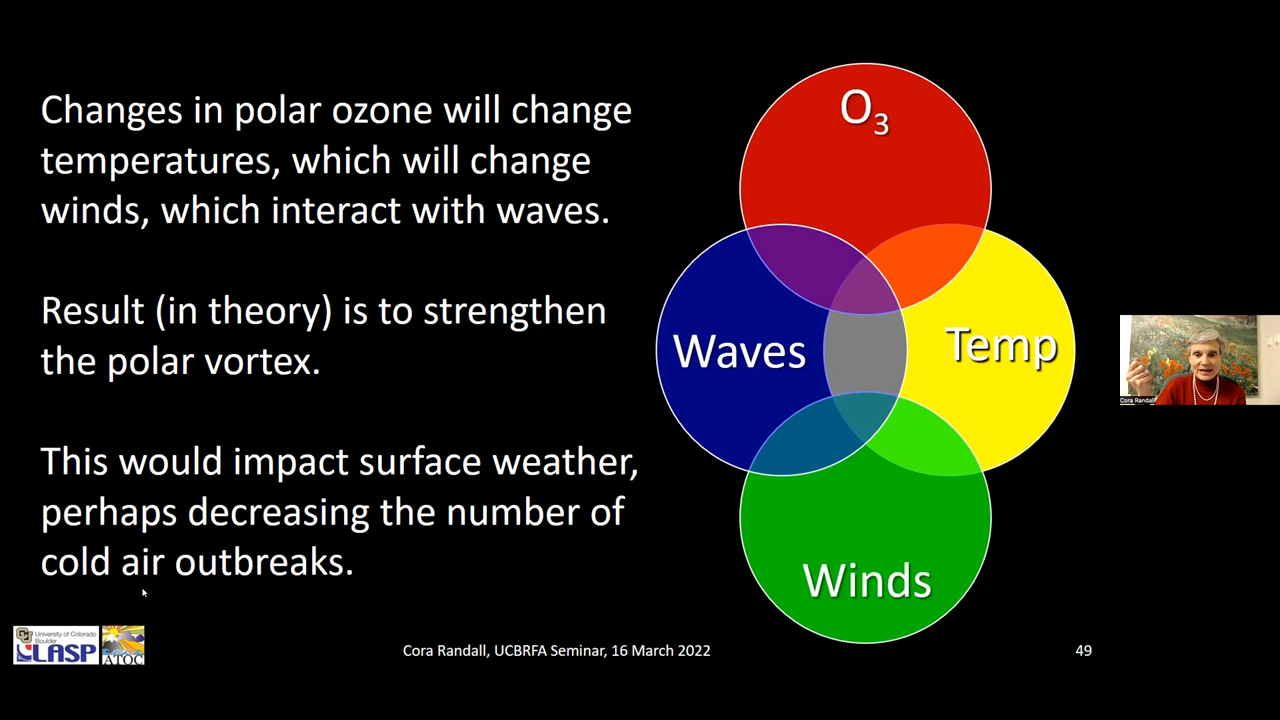 Changes in polar ozone will change
temperatures, which will change
winds, which interact with waves.
Result (in theory) is to strengthen
the polar vortex.
This would impact surface weather,
perhaps decreasing the number of
cold air outbreaks.
O₃
Waves
Temp
Winds
Cora Randall
University of Colorado
Boulder
LASP
ATOC
Cora Randall, UCBRFA Seminar, 16 March 2022
49